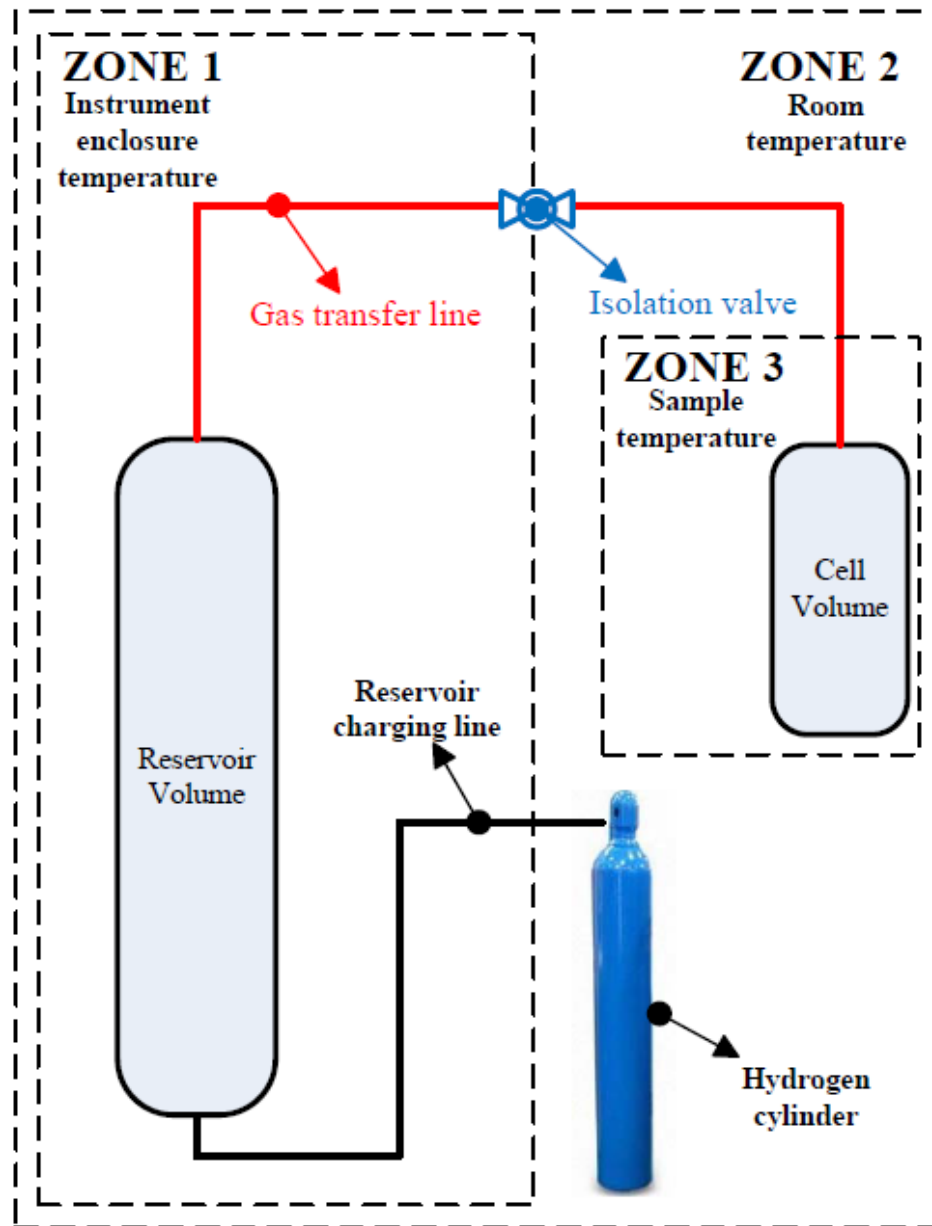 ZONE 1
Instrument
enclosure
temperature
ZONE 2
Room
temperature
Gas transfer line
Isolation valve
ZONE 3
Sample
temperature
Cell
Volume
Reservoir
charging line
Reservoir
Volume
Hydrogen
cylinder